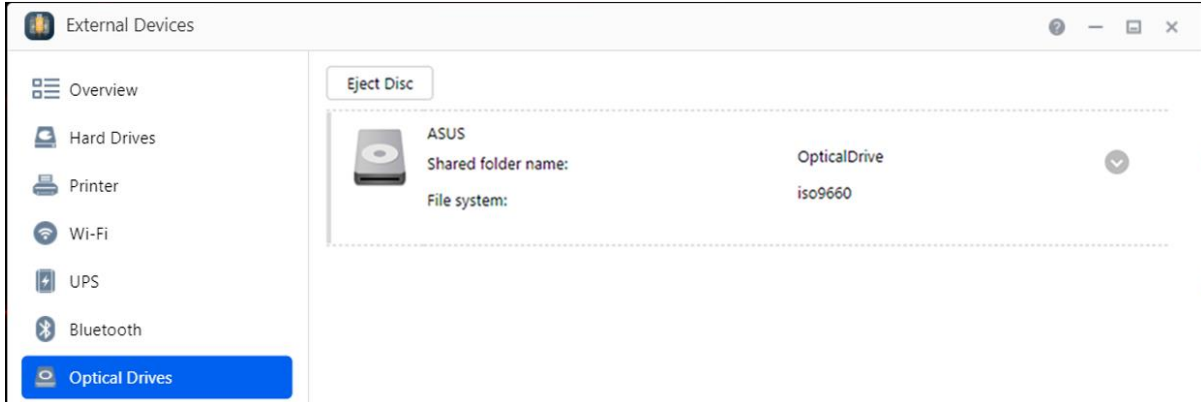 External Devices
Overview
Hard Drives
Printer
Wi-Fi
UPS
Bluetooth
Optical Drives
Eject Disc
ASUS
Shared folder name: OpticalDrive
File system: iso9660